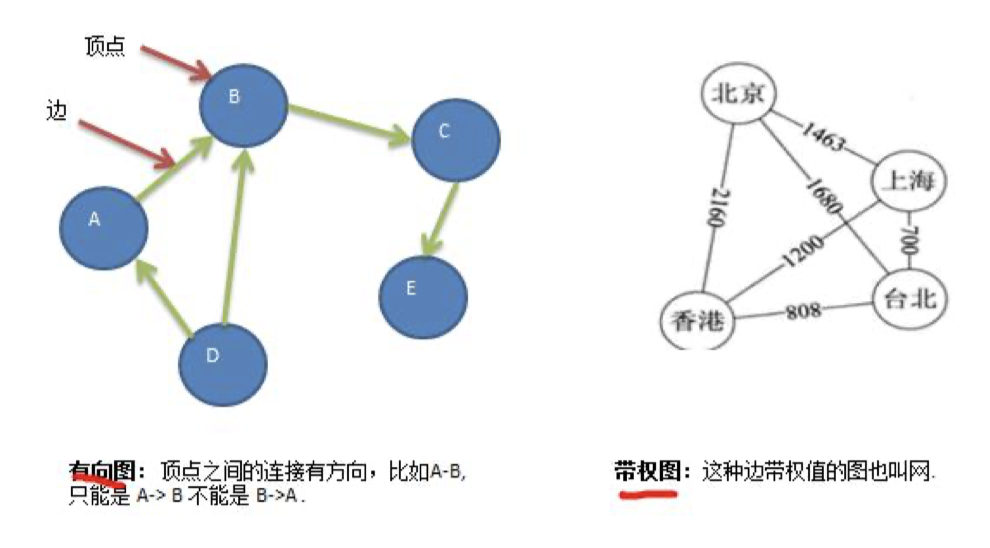 顶点
边
B
C
A
E
D
有向图：顶点之间的连接有方向，比如A-B,
只能是 A-> B 不能是 B->A .
北京
1463
上海
2160
1680
700
1200
台北
香港
808
带权图：这种边带权值的图也叫网.